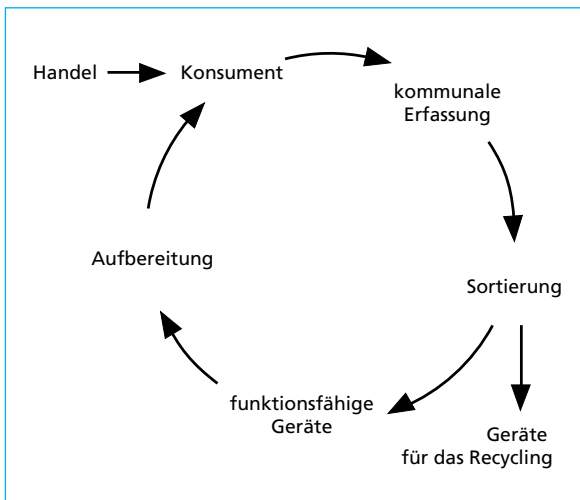 Handel
Konsument
kommunale
Erfassung
Sortierung
Geräte
für das Recycling
funktionsfähige
Geräte
Aufbereitung